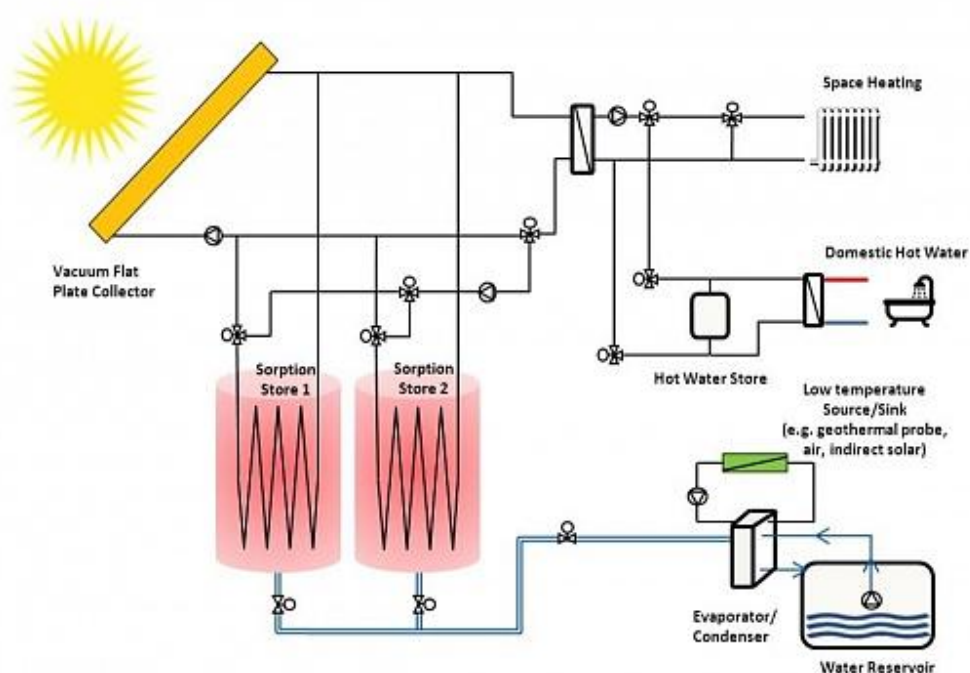 Space Heating
Vacuum Flat
Plate Collector
Domestic Hot Water
Sorption
Store 1
Sorption
Store 2
Hot Water Store
Low temperature
Source/Sink
(e.g. geothermal probe,
air, indirect solar)
Evaporator/
Condenser
Water Reservoir